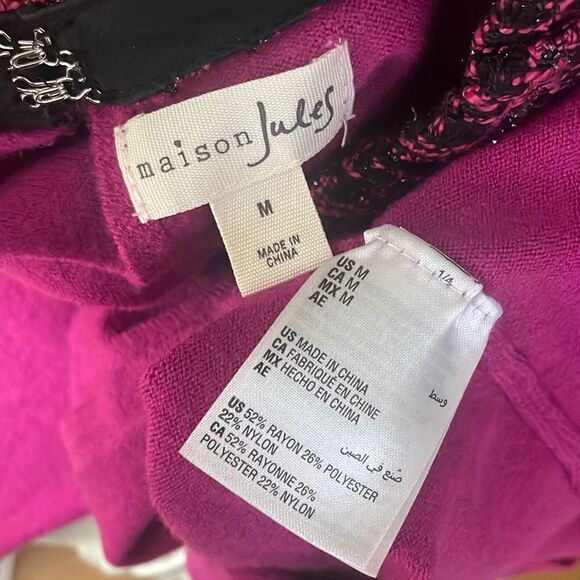 maison Jules
M
MADE IN
CHINA
1/4
US M
CA M
MX M
AE
وسط
US MADE IN CHINA
CA FABRIQUÉ EN CHINE
MX HECHO EN CHINA
AE
صُنع في الصين
US 52% RAYON 26% POLYESTER
22% NYLON
CA 52% RAYONNE 26%
POLYESTER 22% NYLON